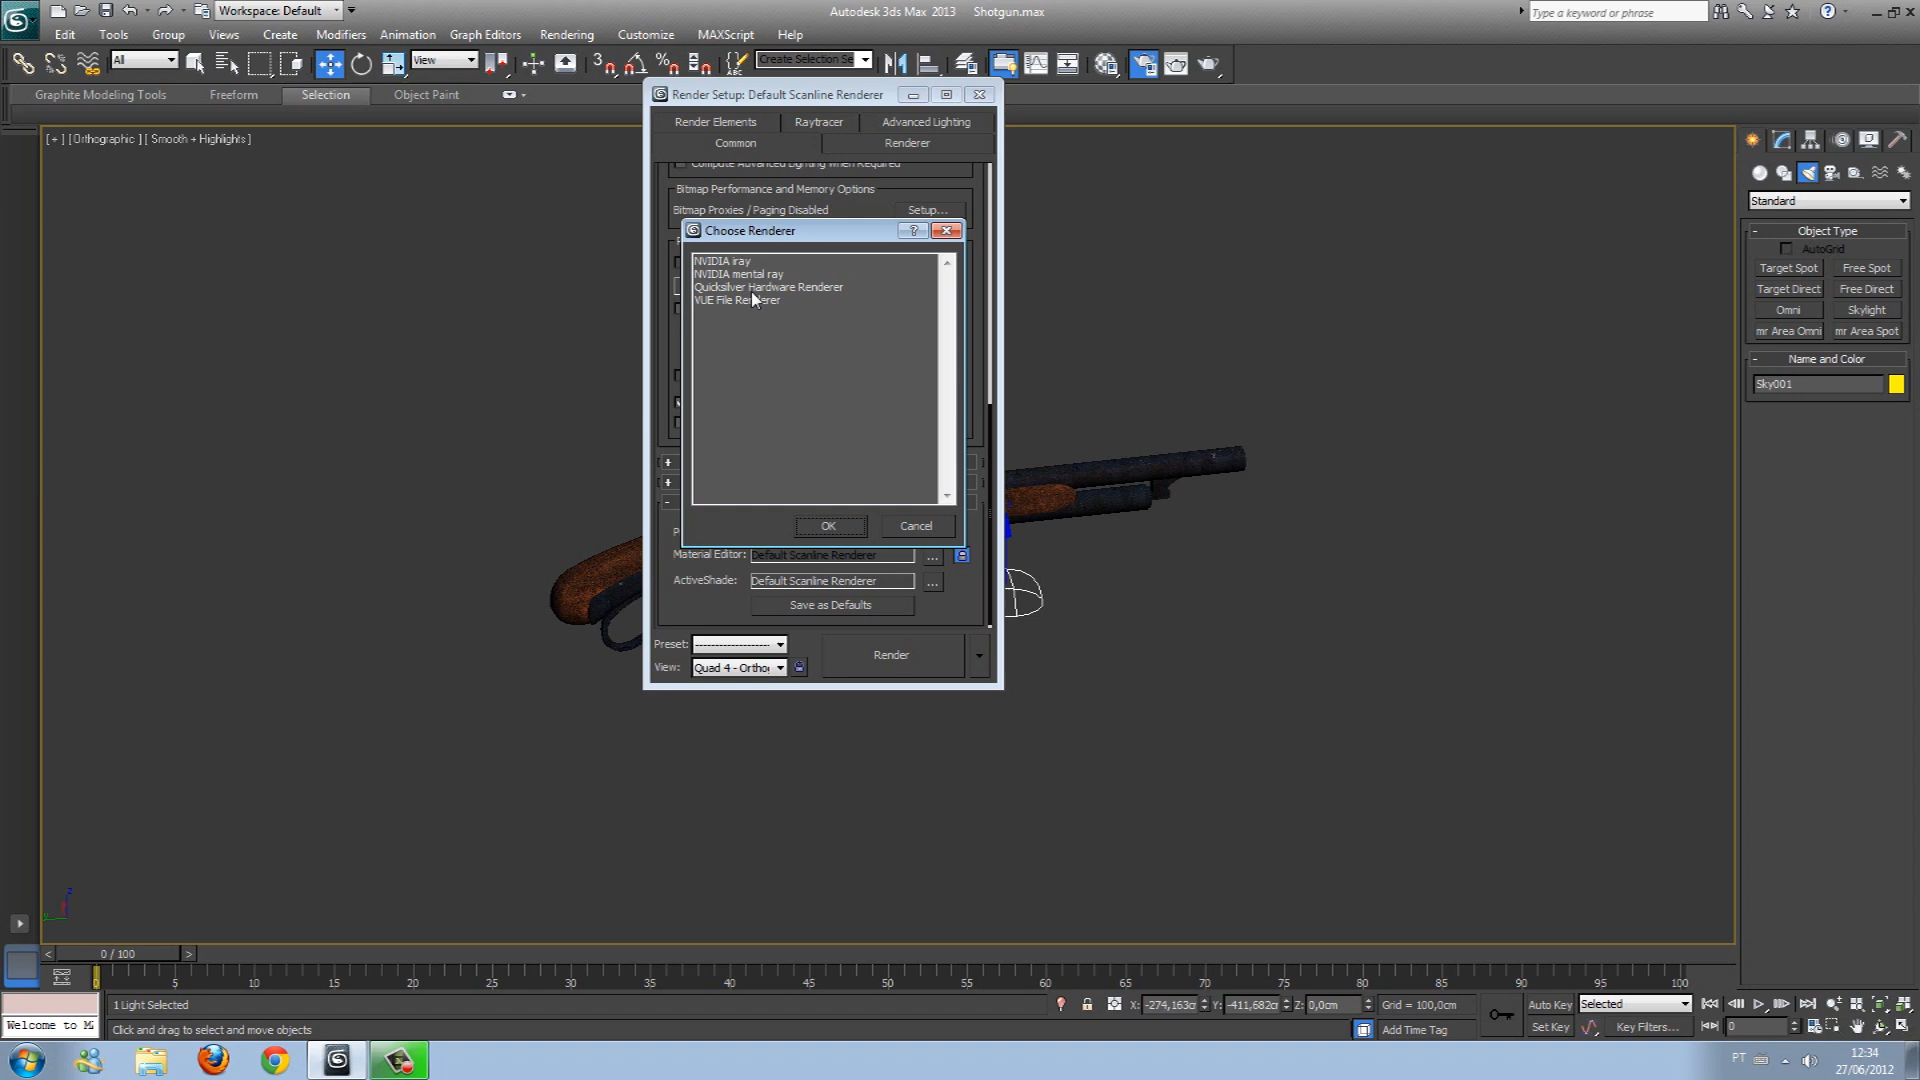 Workspace: Default
Autodesk 3ds Max 2013 Shotgun.max
Type a keyword or phrase
Edit Tools Group Views Create Modifiers Animation Graph Editors Rendering Customize MAXScript Help
All
View
Create Selection Se
Graphite Modeling Tools Freeform Selection Object Paint
[ + ] [ Orthographic ] [ Smooth + Highlights ]
Render Setup: Default Scanline Renderer
Render Elements Raytracer Advanced Lighting
Common Renderer
Compute Advanced Lighting when Required
Bitmap Performance and Memory Options
Bitmap Proxies / Paging Disabled Setup...
Choose Renderer
NVIDIA iray
NVIDIA mental ray
Quicksilver Hardware Renderer
VUE File Renderer
OK Cancel
Material Editor: Default Scanline Renderer ...
ActiveShade: Default Scanline Renderer ...
Save as Defaults
Preset: --------------------
View: Quad 4 - Ortho
Render
Standard
- Object Type
AutoGrid
Target Spot Free Spot
Target Direct Free Direct
Omni Skylight
mr Area Omni mr Area Spot
- Name and Color
Sky001
z
y
< 0 / 100 >
0 5 10 15 20 25 30 35 40 45 50 55 60 65 70 75 80 85 90 95 100
1 Light Selected
X: -274,163cm Y: -411,682cm Z: 0,0cm Grid = 100,0cm
Auto Key Selected
Welcome to M
Click and drag to select and move objects
Add Time Tag
Set Key Key Filters...
0
PT
12:34
27/06/2012